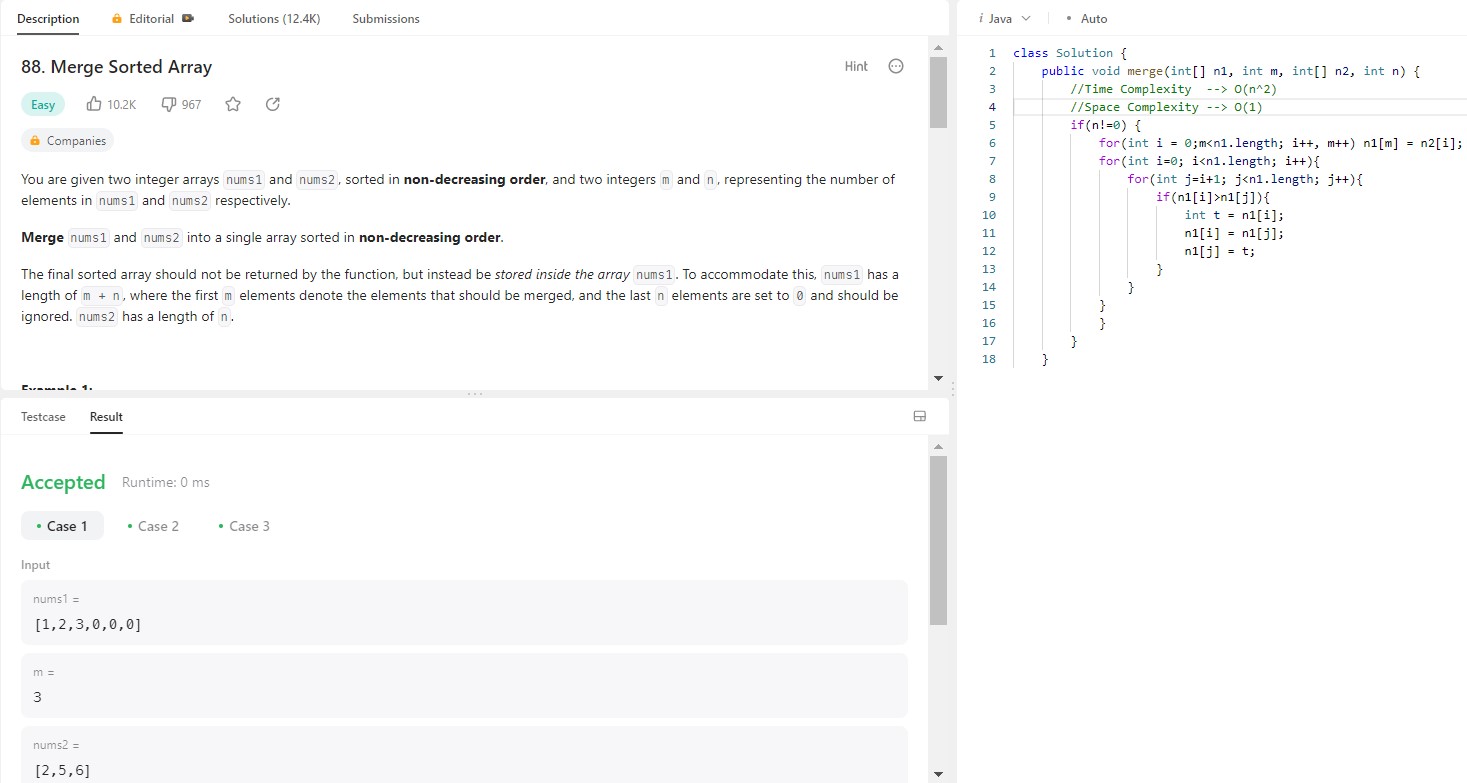 Description Editorial Solutions (12.4K) Submissions
88. Merge Sorted Array Hint
Easy 10.2K 967
Companies
You are given two integer arrays nums1 and nums2, sorted in non-decreasing order, and two integers m and n, representing the number of
elements in nums1 and nums2 respectively.
Merge nums1 and nums2 into a single array sorted in non-decreasing order.
The final sorted array should not be returned by the function, but instead be stored inside the array nums1. To accommodate this, nums1 has a
length of m + n, where the first m elements denote the elements that should be merged, and the last n elements are set to 0 and should be
ignored. nums2 has a length of n.
Example 1:
Testcase Result
Accepted Runtime: 0 ms
• Case 1 • Case 2 • Case 3
Input
nums1 =
[1,2,3,0,0,0]
m =
3
nums2 =
[2,5,6]
i Java • Auto
1 class Solution {
2 public void merge(int[] n1, int m, int[] n2, int n) {
3 //Time Complexity --> O(n^2)
4 //Space Complexity --> O(1)
5 if(n!=0) {
6 for(int i = 0;m<n1.length; i++, m++) n1[m] = n2[i];
7 for(int i=0; i<n1.length; i++){
8 for(int j=i+1; j<n1.length; j++){
9 if(n1[i]>n1[j]){
10 int t = n1[i];
11 n1[i] = n1[j];
12 n1[j] = t;
13 }
14 }
15 }
16 }
17 }
18 }